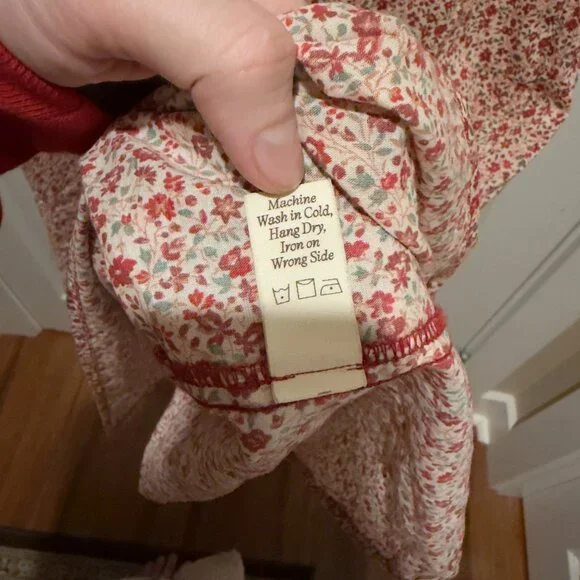 Machine
Wash in Cold,
Hang Dry,
Iron on
Wrong Side